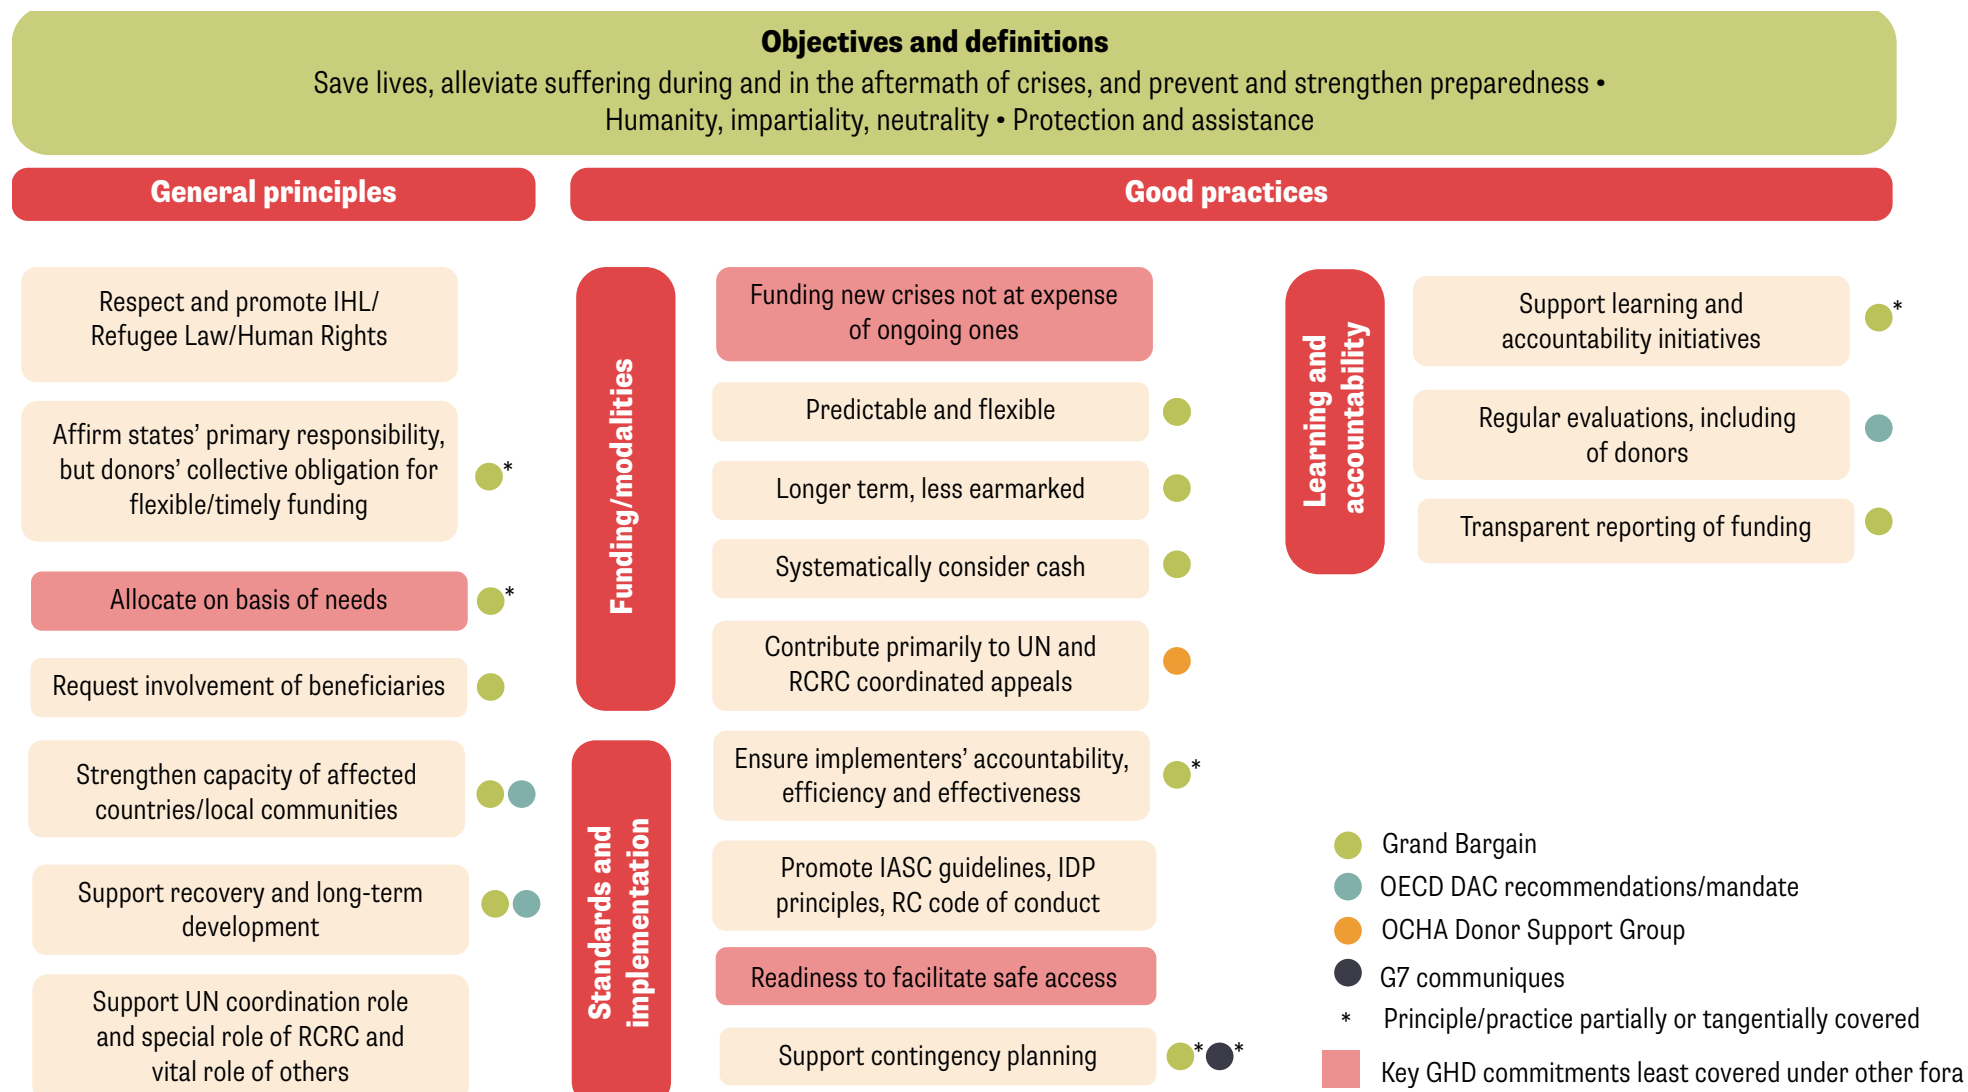 Objectives and definitions
Save lives, alleviate suffering during and in the aftermath of crises, and prevent and strengthen preparedness •
Humanity, impartiality, neutrality • Protection and assistance
General principles
Respect and promote IHL/
Refugee Law/Human Rights
Affirm states’ primary responsibility,
but donors’ collective obligation for
flexible/timely funding
*
Allocate on basis of needs
*
Request involvement of beneficiaries
Strengthen capacity of affected
countries/local communities
Support recovery and long-term
development
Support UN coordination role
and special role of RCRC and
vital role of others
Good practices
Funding/modalities
Funding new crises not at expense
of ongoing ones
Predictable and flexible
Longer term, less earmarked
Systematically consider cash
Contribute primarily to UN and
RCRC coordinated appeals
Standards and
implementation
Ensure implementers’ accountability,
efficiency and effectiveness
*
Promote IASC guidelines, IDP
principles, RC code of conduct
Readiness to facilitate safe access
Support contingency planning
* *
Learning and
accountability
Support learning and
accountability initiatives
*
Regular evaluations, including
of donors
Transparent reporting of funding
Grand Bargain
OECD DAC recommendations/mandate
OCHA Donor Support Group
G7 communiques
* Principle/practice partially or tangentially covered
Key GHD commitments least covered under other fora